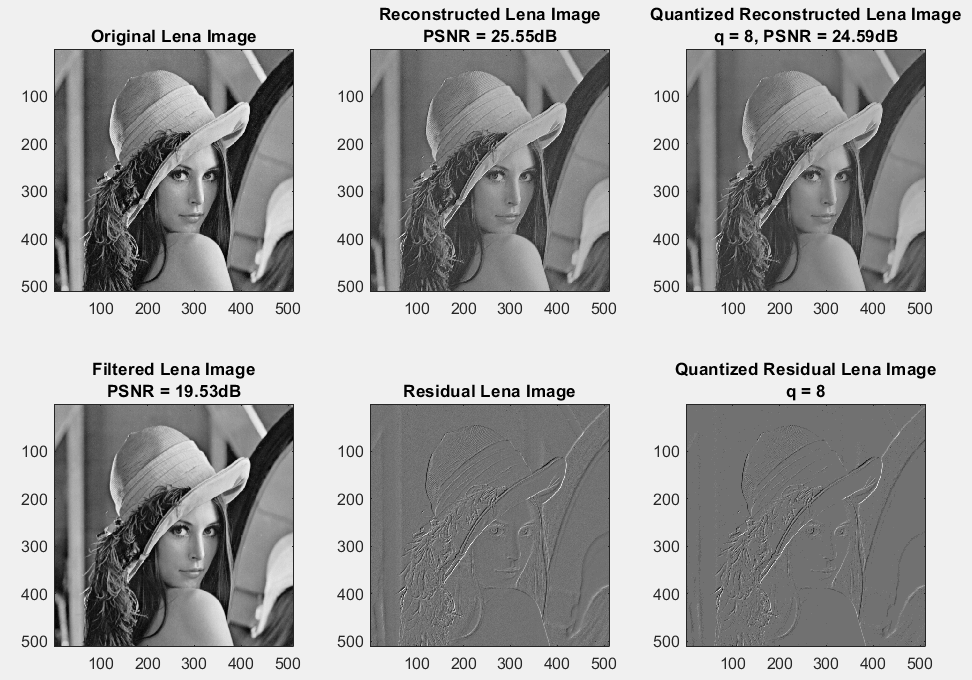 Original Lena Image
100
200
300
400
500
100 200 300 400 500
Reconstructed Lena Image
PSNR = 25.55dB
100
200
300
400
500
100 200 300 400 500
Quantized Reconstructed Lena Image
q = 8, PSNR = 24.59dB
100
200
300
400
500
100 200 300 400 500
Filtered Lena Image
PSNR = 19.53dB
100
200
300
400
500
100 200 300 400 500
Residual Lena Image
100
200
300
400
500
100 200 300 400 500
Quantized Residual Lena Image
q = 8
100
200
300
400
500
100 200 300 400 500